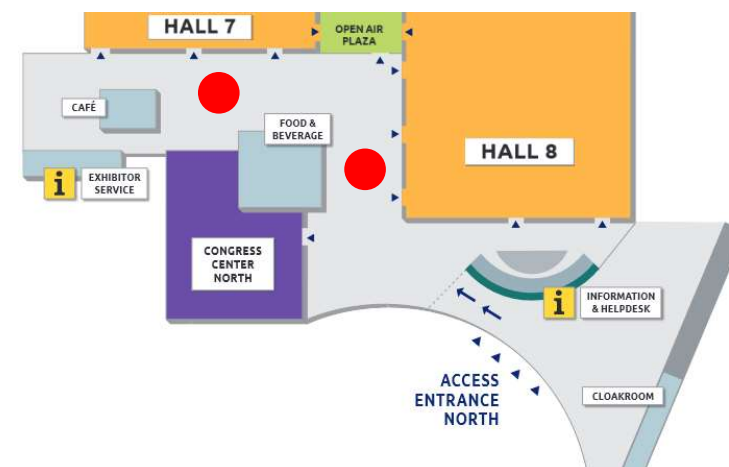 HALL 7
OPEN AIR
PLAZA
CAFÉ
FOOD &
BEVERAGE
HALL 8
i
EXHIBITOR
SERVICE
CONGRESS
CENTER
NORTH
i
INFORMATION
& HELPDESK
ACCESS
ENTRANCE
NORTH
CLOAKROOM